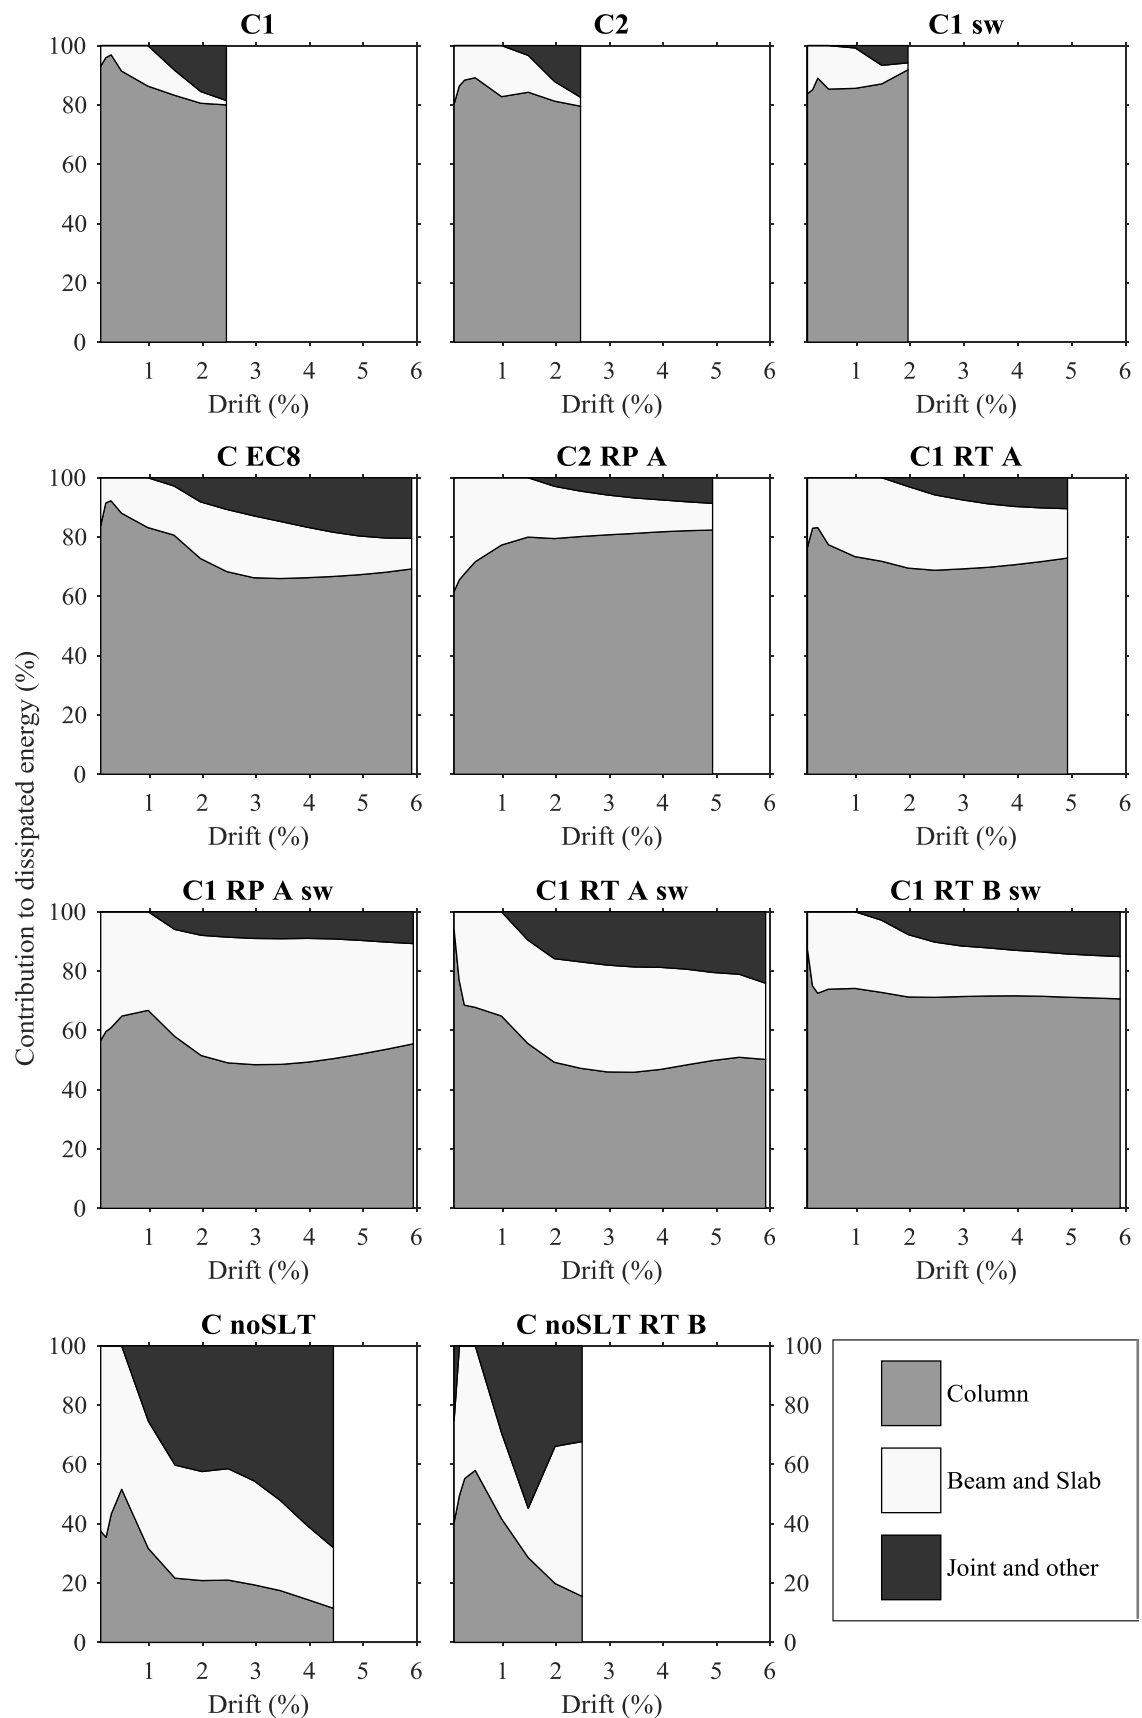 C1 C2 C1 sw
100 80 60 40 20 0
1 2 3 4 5 6 1 2 3 4 5 6 1 2 3 4 5 6
Drift (%) Drift (%) Drift (%)
C EC8 C2 RP A C1 RT A
100 80 60 40 20 0
1 2 3 4 5 6 1 2 3 4 5 6 1 2 3 4 5 6
Drift (%) Drift (%) Drift (%)
Contribution to dissipated energy (%)
C1 RP A sw C1 RT A sw C1 RT B sw
100 80 60 40 20 0
1 2 3 4 5 6 1 2 3 4 5 6 1 2 3 4 5 6
Drift (%) Drift (%) Drift (%)
C noSLT C noSLT RT B
100 80 60 40 20 0
100 80 60 40 20 0
1 2 3 4 5 6 1 2 3 4 5 6
Drift (%) Drift (%)
Column
Beam and Slab
Joint and other